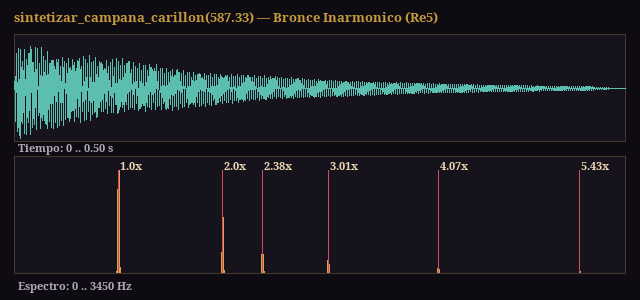 sintetizar_campana_carillon(587.33) — Bronce Inarmonico (Re5)
Tiempo: 0 .. 0.50 s
1.0x 2.0x 2.38x 3.01x 4.07x 5.43x
Espectro: 0 .. 3450 Hz